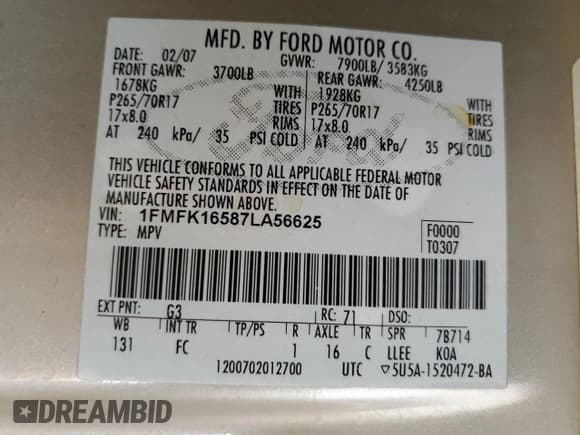 MFD. BY FORD MOTOR CO.
DATE: 02/07 GVWR: 7900LB/ 3583KG
FRONT GAWR: 3700LB REAR GAWR: 4250LB
1678KG WITH 1928KG WITH
P265/70R17 TIRES P265/70R17 TIRES
17x8.0 RIMS 17x8.0 RIMS
AT 240 kPa/ 35 PSI COLD AT 240 kPa/ 35 PSI COLD
THIS VEHICLE CONFORMS TO ALL APPLICABLE FEDERAL MOTOR
VEHICLE SAFETY STANDARDS IN EFFECT ON THE DATE OF
MANUFACTURE SHOWN ABOVE.
VIN: 1FMFK16587LA56625 F0000
TYPE: MPV T0307
EXT PNT: G3 RC: 71 DSO:
WB INT TR TP/PS R AXLE TR SPR 7B714
131 FC 1 16 C LLEE KOA
1200702012700 UTC ▽5U5A-1520472-BA
DREAMBID